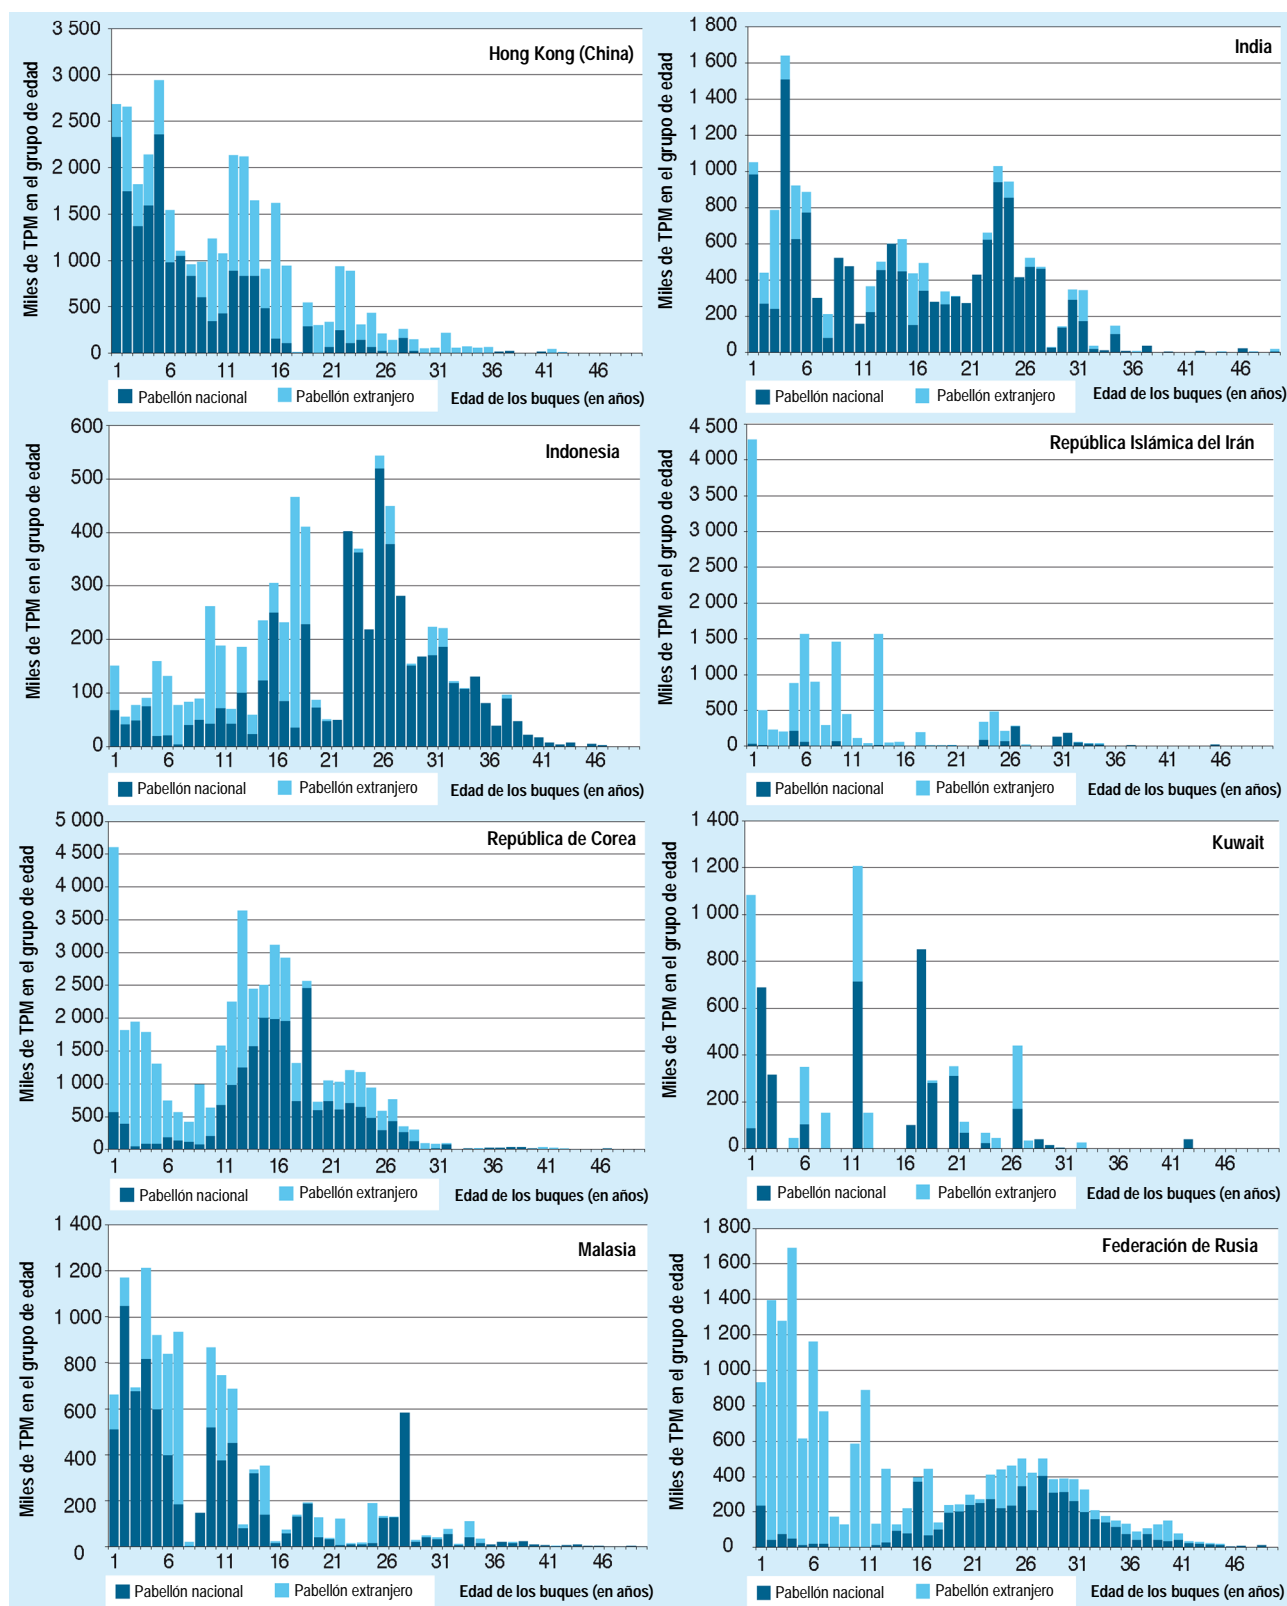 Hong Kong (China)
Miles de TPM en el grupo de edad
3 500
3 000
2 500
2 000
1 500
1 000
500
0
1 6 11 16 21 26 31 36 41 46
Pabellón nacional Pabellón extranjero Edad de los buques (en años)
India
Miles de TPM en el grupo de edad
1 800
1 600
1 400
1 200
1 000
800
600
400
200
0
1 6 11 16 21 26 31 36 41 46
Pabellón nacional Pabellón extranjero Edad de los buques (en años)
Indonesia
Miles de TPM en el grupo de edad
600
500
400
300
200
100
0
1 6 11 16 21 26 31 36 41 46
Pabellón nacional Pabellón extranjero Edad de los buques (en años)
República Islámica del Irán
Miles de TPM en el grupo de edad
4 500
4 000
3 500
3 000
2 500
2 000
1 500
1 000
500
0
1 6 11 16 21 26 31 36 41 46
Pabellón nacional Pabellón extranjero Edad de los buques (en años)
República de Corea
Miles de TPM en el grupo de edad
5 000
4 500
4 000
3 500
3 000
2 500
2 000
1 500
1 000
500
0
1 6 11 16 21 26 31 36 41 46
Pabellón nacional Pabellón extranjero Edad de los buques (en años)
Kuwait
Miles de TPM en el grupo de edad
1 400
1 200
1 000
800
600
400
200
0
1 6 11 16 21 26 31 36 41 46
Pabellón nacional Pabellón extranjero Edad de los buques (en años)
Malasia
Miles de TPM en el grupo de edad
1 400
1 200
1 000
800
600
400
200
0
1 6 11 16 21 26 31 36 41 46
Pabellón nacional Pabellón extranjero Edad de los buques (en años)
Federación de Rusia
Miles de TPM en el grupo de edad
1 800
1 600
1 400
1 200
1 000
800
600
400
200
0
1 6 11 16 21 26 31 36 41 46
Pabellón nacional Pabellón extranjero Edad de los buques (en años)